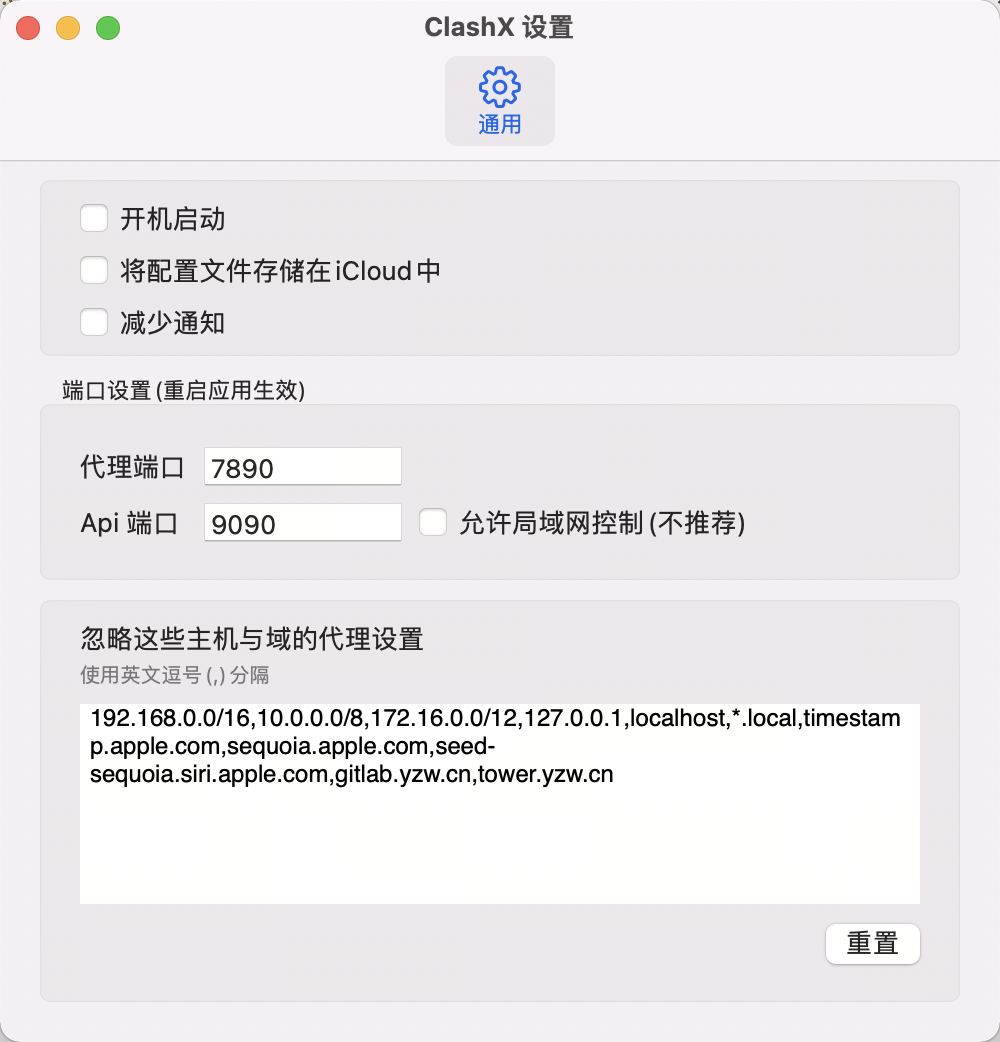 ClashX 设置
通用
开机启动
将配置文件存储在 iCloud 中
减少通知
端口设置 (重启应用生效)
代理端口 7890
Api 端口 9090 允许局域网控制 (不推荐)
忽略这些主机与域的代理设置
使用英文逗号 (,) 分隔
192.168.0.0/16,10.0.0.0/8,172.16.0.0/12,127.0.0.1,localhost,*.local,timestam
p.apple.com,sequoia.apple.com,seed-
sequoia.siri.apple.com,gitlab.yzw.cn,tower.yzw.cn
重置